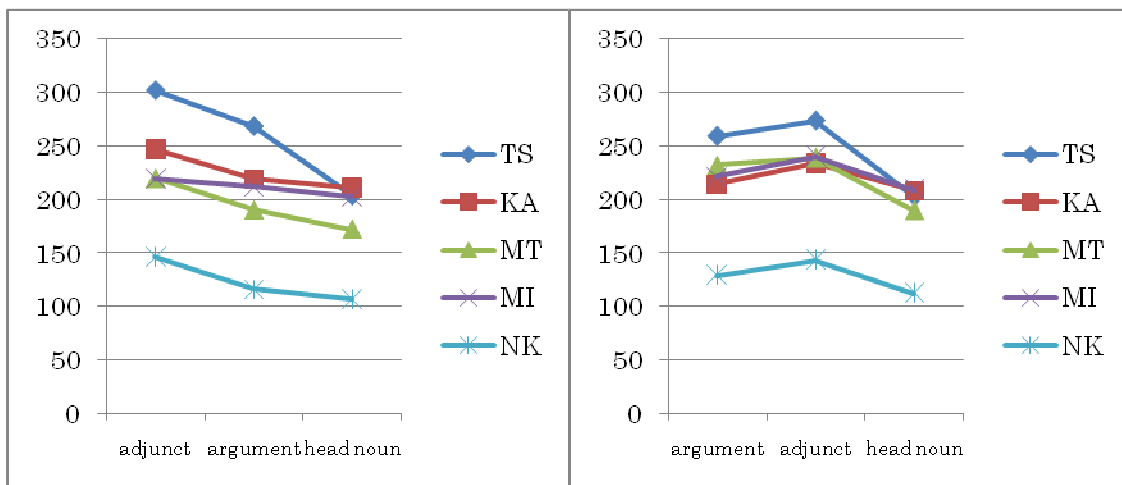 350
300
250
200
150
100
50
0
adjunct argument head noun
TS
KA
MT
MI
NK
350
300
250
200
150
100
50
0
argument adjunct head noun
TS
KA
MT
MI
NK